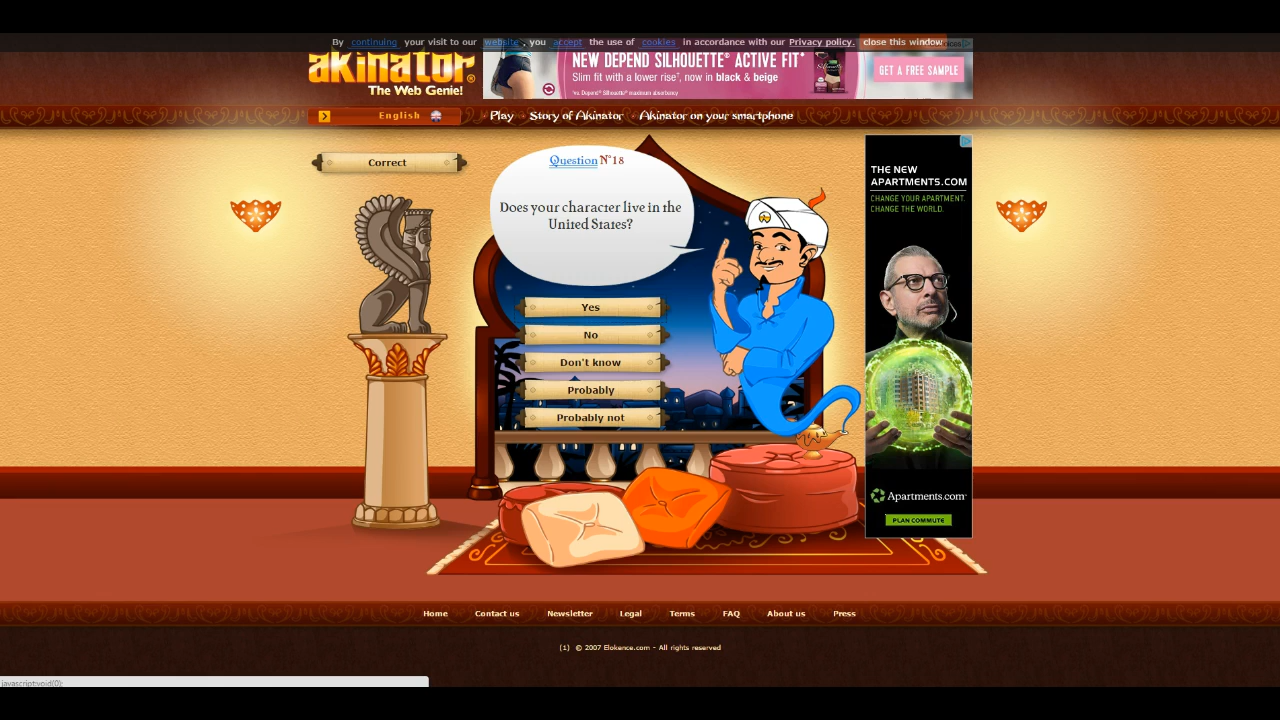 By continuing your visit to our website, you accept the use of cookies in accordance with our Privacy policy. close this window.
akinator®
The Web Genie!
NEW DEPEND SILHOUETTE® ACTIVE FIT*
Slim fit with a lower rise*, now in black & beige
*vs. Depend® Silhouette® maximum absorbency
GET A FREE SAMPLE
English
Play
Story of Akinator
Akinator on your smartphone
Correct
Question N°18
Does your character live in the
United States?
Yes
No
Don't know
Probably
Probably not
THE NEW
APARTMENTS.COM
CHANGE YOUR APARTMENT.
CHANGE THE WORLD.
Apartments.com
PLAN COMMUTE
Home Contact us Newsletter Legal Terms FAQ About us Press
(1) © 2007 Elokence.com - All rights reserved
javascript:void(0);